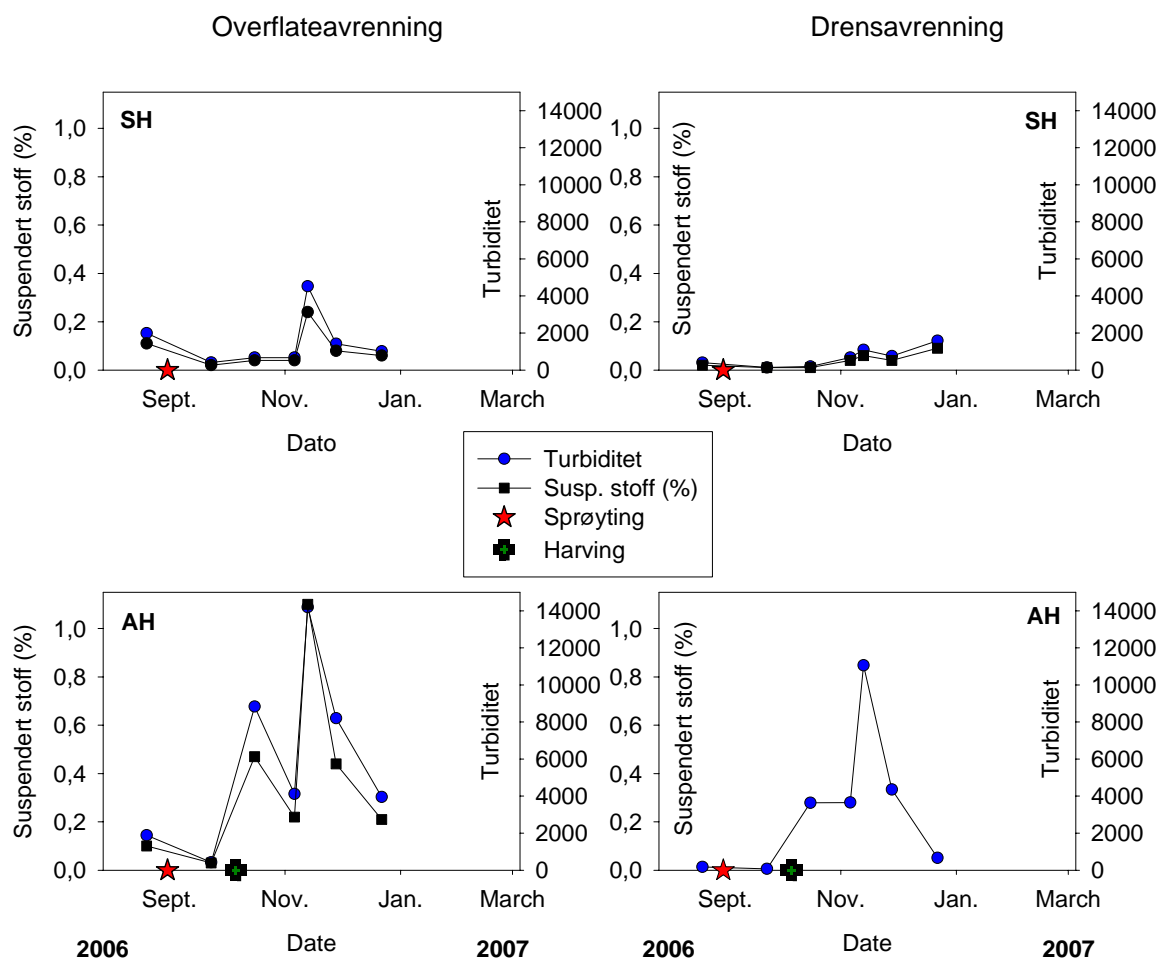 Overflateavrenning
Drensavrenning
SH
Suspendert stoff (%)
1,0
0,8
0,6
0,4
0,2
0,0
14000
12000
10000
8000
6000
4000
2000
0
Turbiditet
Sept. Nov. Jan. March
Dato
SH
Suspendert stoff (%)
1,0
0,8
0,6
0,4
0,2
0,0
14000
12000
10000
8000
6000
4000
2000
0
Turbiditet
Sept. Nov. Jan. March
Dato
Turbiditet
Susp. stoff (%)
Sprøyting
Harving
AH
Suspendert stoff (%)
1,0
0,8
0,6
0,4
0,2
0,0
14000
12000
10000
8000
6000
4000
2000
0
Turbiditet
Sept. Nov. Jan. March
2006 Date 2007
AH
Suspendert stoff (%)
1,0
0,8
0,6
0,4
0,2
0,0
14000
12000
10000
8000
6000
4000
2000
0
Turbiditet
Sept. Nov. Jan. March
2006 Date 2007